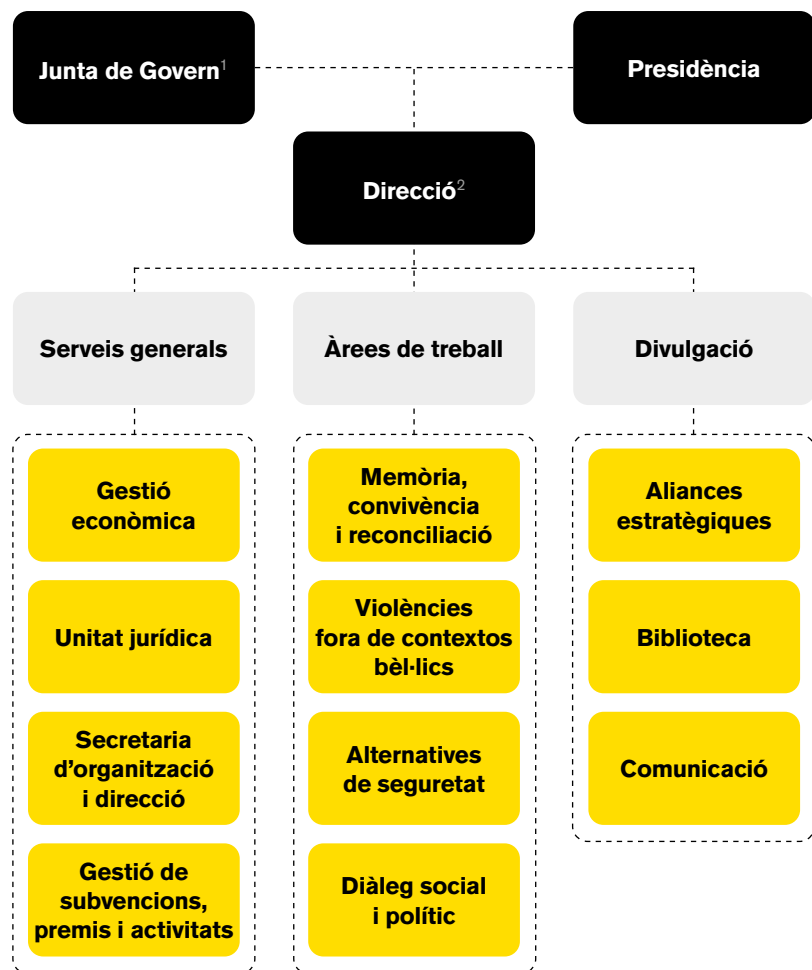 Junta de Govern¹
Presidència
Direcció²
Serveis generals
Àrees de treball
Divulgació
Gestió
econòmica
Unitat jurídica
Secretaria
d’organització
i direcció
Gestió de
subvencions,
premis i activitats
Memòria,
convivència
i reconciliació
Violències
fora de contextos
bèl·lics
Alternatives
de seguretat
Diàleg social
i polític
Aliances
estratègiques
Biblioteca
Comunicació